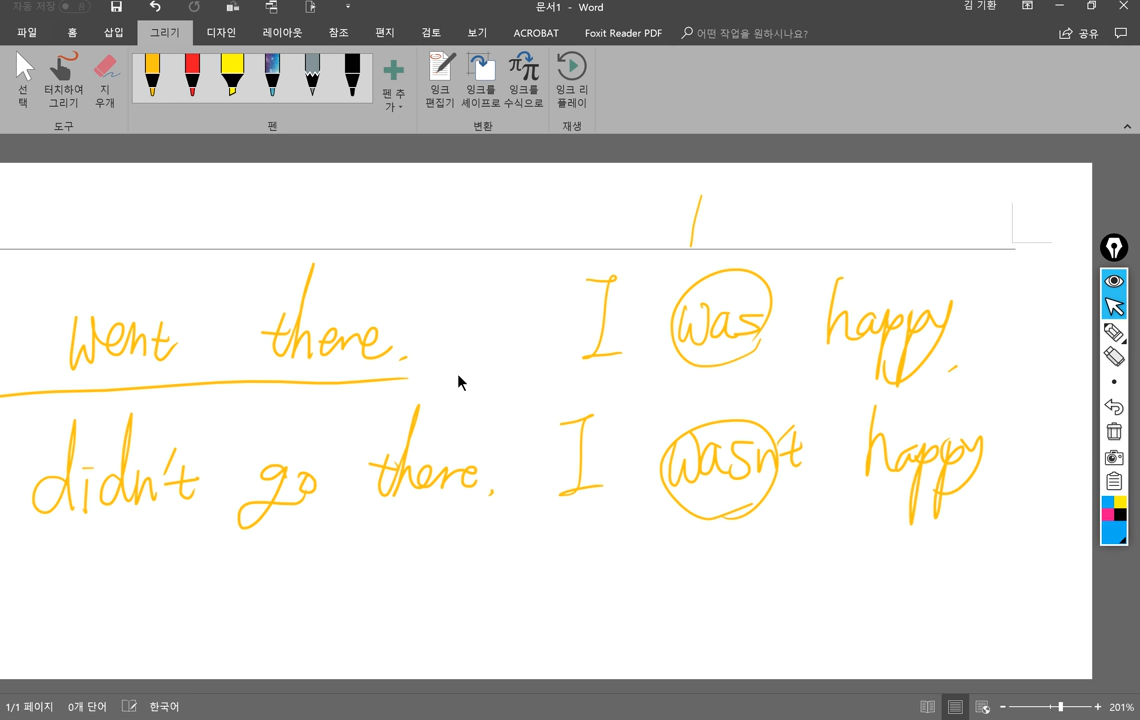 자동 저장
문서1 - Word
김 기환
파일 홈 삽입 그리기 디자인 레이아웃 참조 편지 검토 보기 ACROBAT Foxit Reader PDF 어떤 작업을 원하시나요? 공유
선택
터치하여 그리기
지우개
펜 추가
잉크 편집기
잉크를 셰이프로
잉크를 수식으로
잉크 리플레이
도구 펜 변환 재생
went there. I was happy.
didn't go there. I wasn't happy
1/1 페이지 0개 단어 한국어 201%